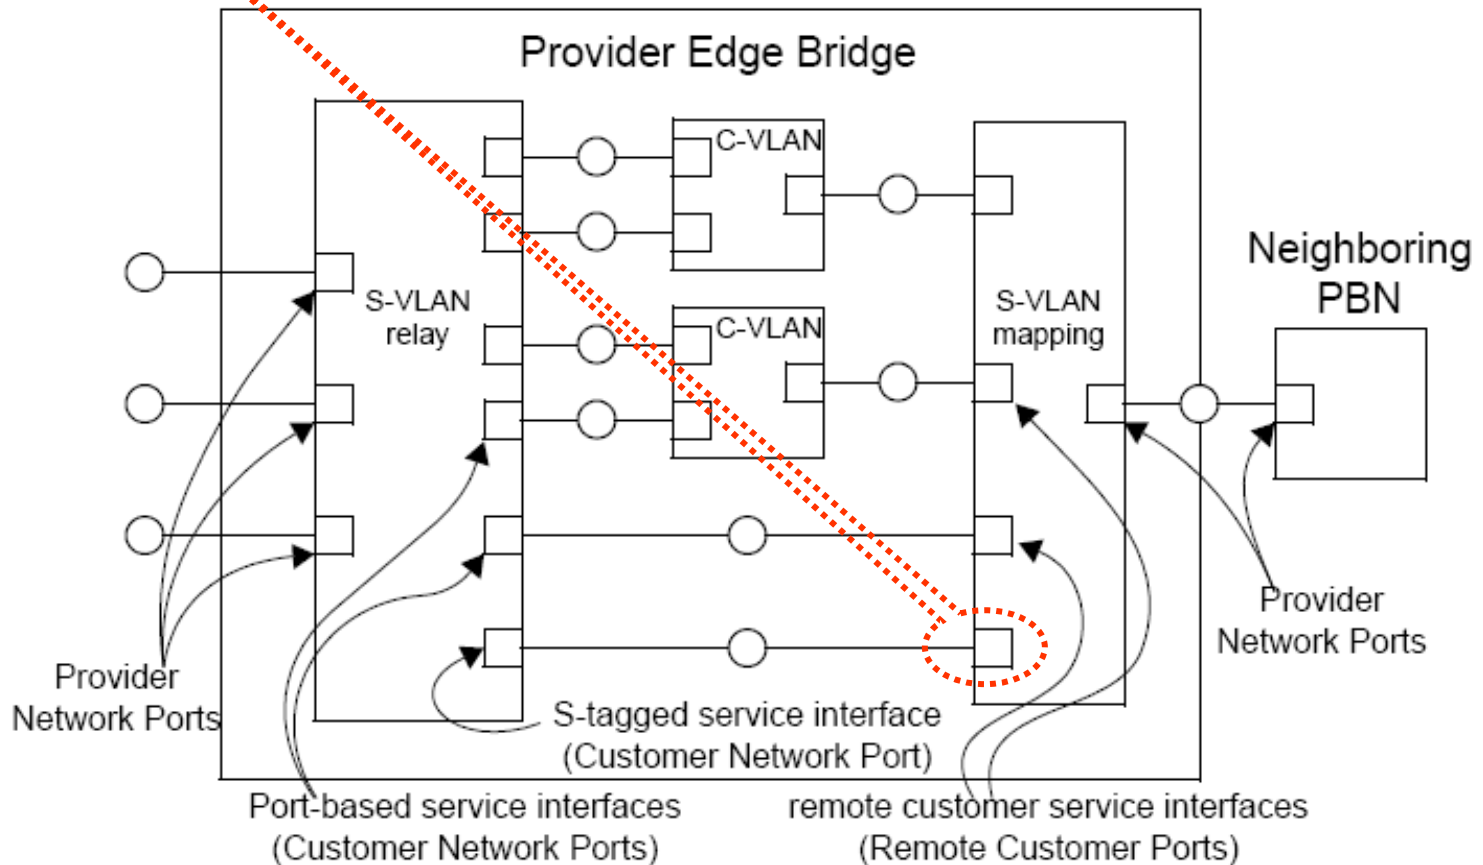 Provider Edge Bridge
C-VLAN
Neighboring
PBN
S-VLAN
relay
C-VLAN
S-VLAN
mapping
Provider
Network Ports
Provider
Network Ports
S-tagged service interface
(Customer Network Port)
Port-based service interfaces
(Customer Network Ports)
remote customer service interfaces
(Remote Customer Ports)